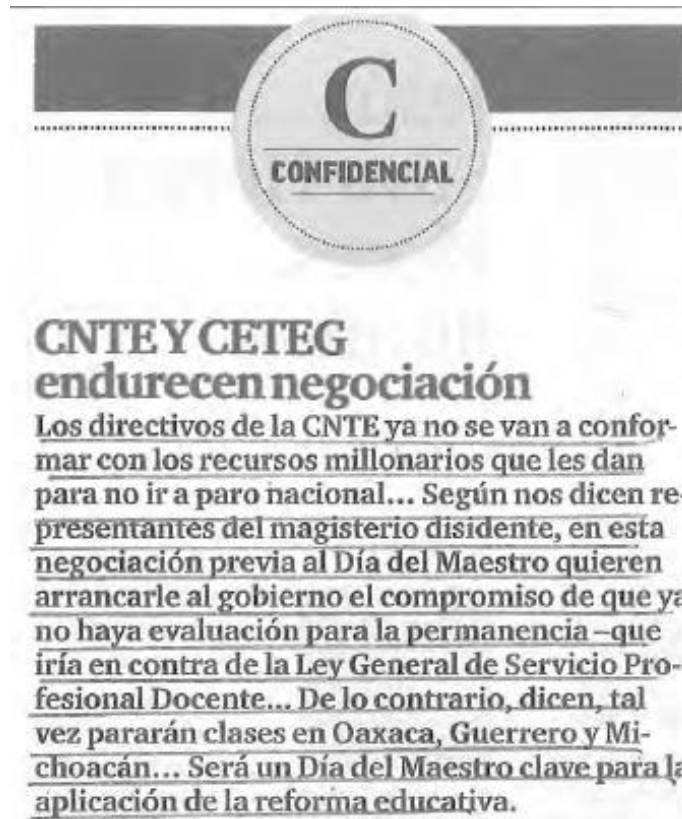 C
CONFIDENCIAL
CNTE Y CETEG
endurecen negociación
Los directivos de la CNTE ya no se van a confor-
mar con los recursos millonarios que les dan
para no ir a paro nacional... Según nos dicen re-
presentantes del magisterio disidente, en esta
negociación previa al Día del Maestro quieren
arrancarle al gobierno el compromiso de que ya
no haya evaluación para la permanencia –que
iría en contra de la Ley General de Servicio Pro-
fesional Docente... De lo contrario, dicen, tal
vez pararán clases en Oaxaca, Guerrero y Mi-
choacán... Será un Día del Maestro clave para la
aplicación de la reforma educativa.